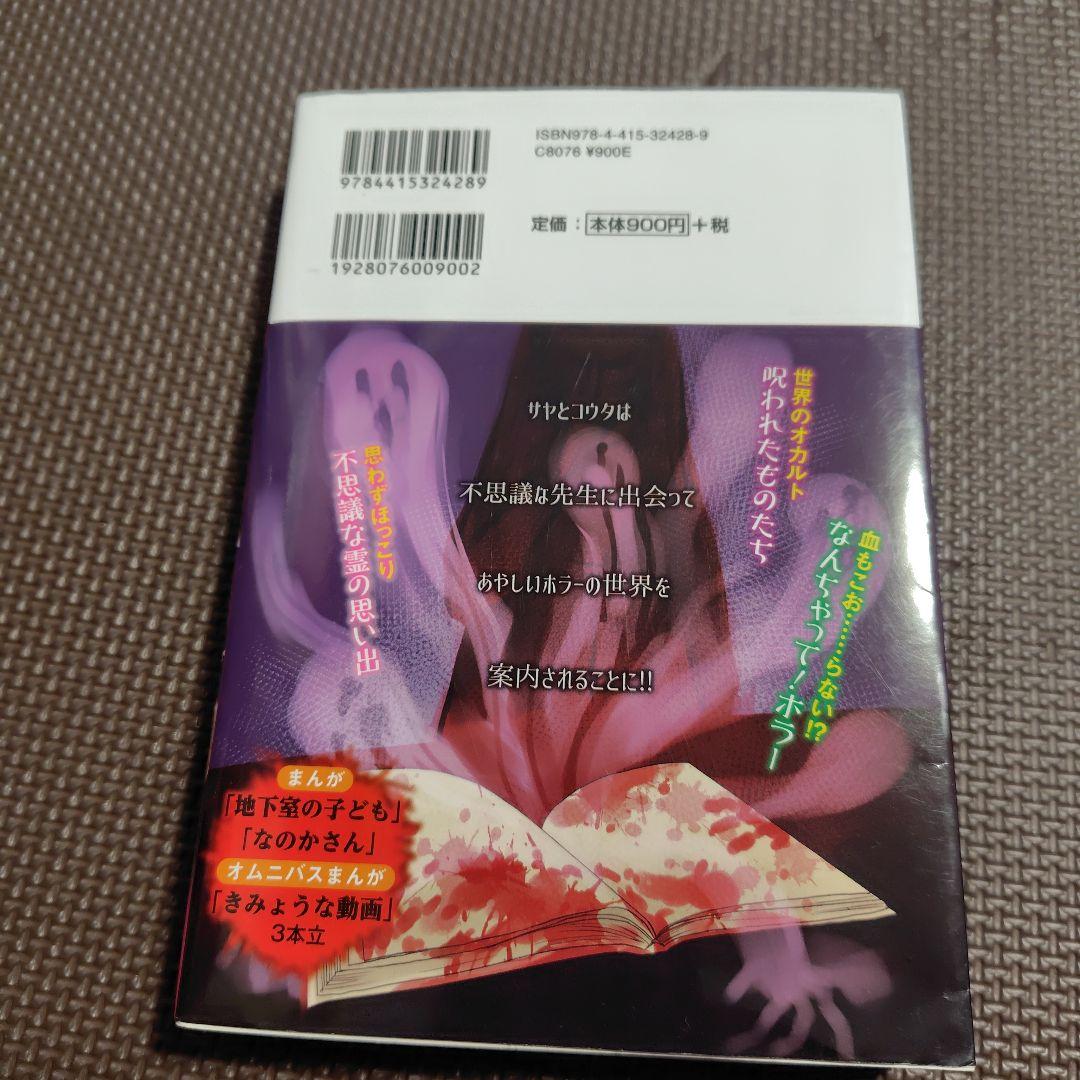 ISBN978-4-415-32428-9
C8076 ¥900E
9784415324289
定価：本体900円＋税
1928076009002
世界のオカルト
呪われたものたち
血もこお……らない!?
なんちゃって！ホラー
サヤとコウタは
不思議な先生に出会って
あやしいホラーの世界を
案内されることに!!
思わずほっこり
不思議な霊の思い出
まんが
「地下室の子ども」
「なのかさん」
オムニバスまんが
「きみょうな動画」
3本立